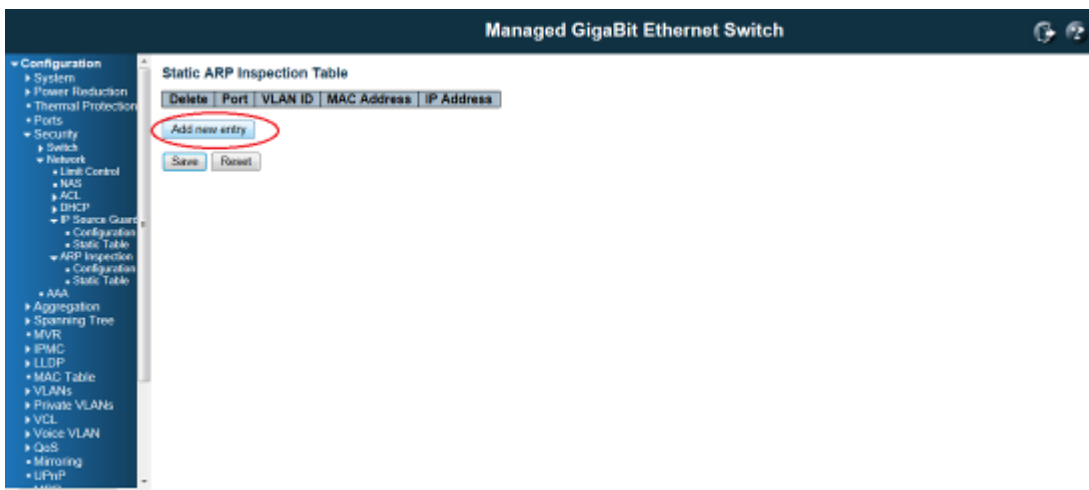 Managed GigaBit Ethernet Switch
Configuration
System
Power Reduction
Thermal Protection
Ports
Security
Switch
Network
Limit Control
NAS
ACL
DHCP
IP Source Guard
Configuration
Static Table
ARP Inspection
Configuration
Static Table
AAA
Aggregation
Spanning Tree
MVR
IPMC
LLDP
MAC Table
VLANs
Private VLANs
VCL
Voice VLAN
QoS
Mirroring
UPnP
Static ARP Inspection Table
Delete Port VLAN ID MAC Address IP Address
Add new entry
Save Reset